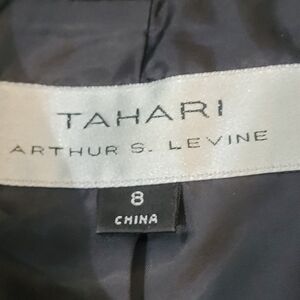 TAHARI
ARTHUR S. LEVINE
8
CHINA